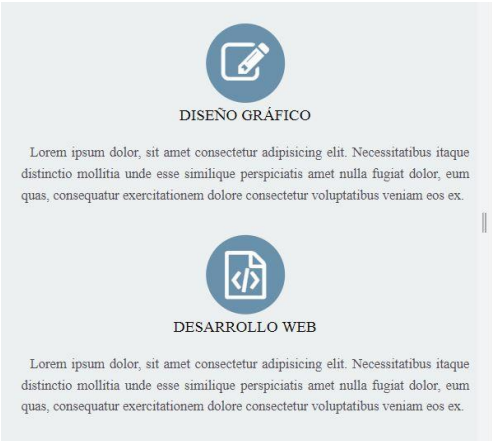 DISEÑO GRÁFICO
Lorem ipsum dolor, sit amet consectetur adipisicing elit. Necessitatibus itaque
distinctio mollitia unde esse similique perspiciatis amet nulla fugiat dolor, eum
quas, consequatur exercitationem dolore consectetur voluptatibus veniam eos ex.
</>
DESARROLLO WEB
Lorem ipsum dolor, sit amet consectetur adipisicing elit. Necessitatibus itaque
distinctio mollitia unde esse similique perspiciatis amet nulla fugiat dolor, eum
quas, consequatur exercitationem dolore consectetur voluptatibus veniam eos ex.